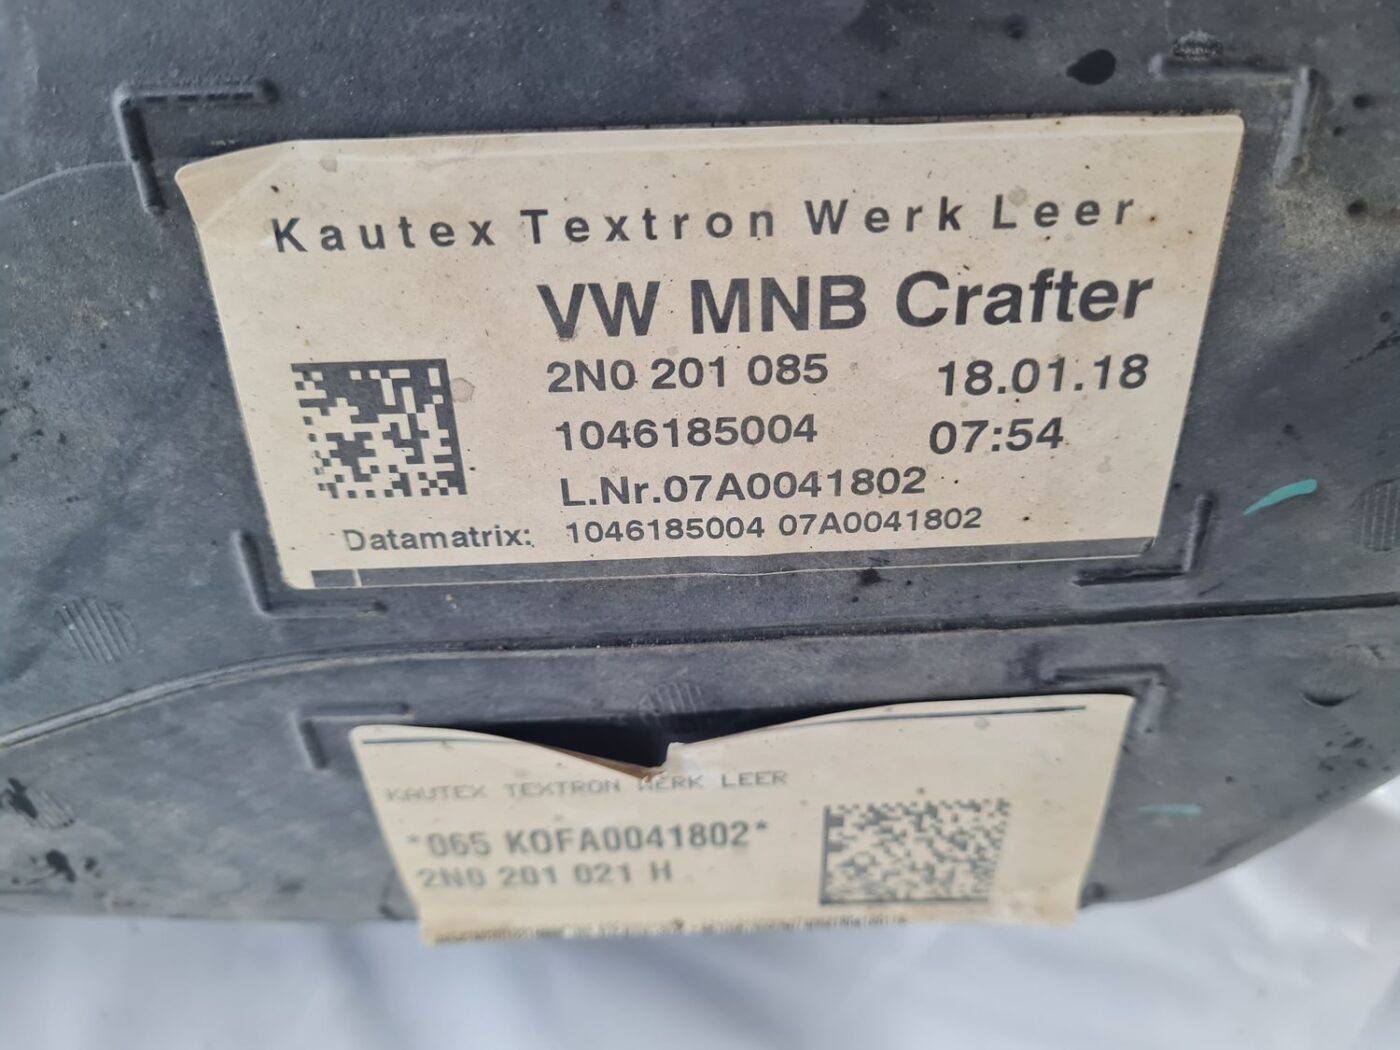 Kautex Textron Werk Leer
VW MNB Crafter
2N0 201 085 18.01.18
1046185004 07:54
L.Nr.07A0041802
Datamatrix: 1046185004 07A0041802
KAUTEX TEXTRON WERK LEER
*065 KOFA0041802*
2N0 201 021 H